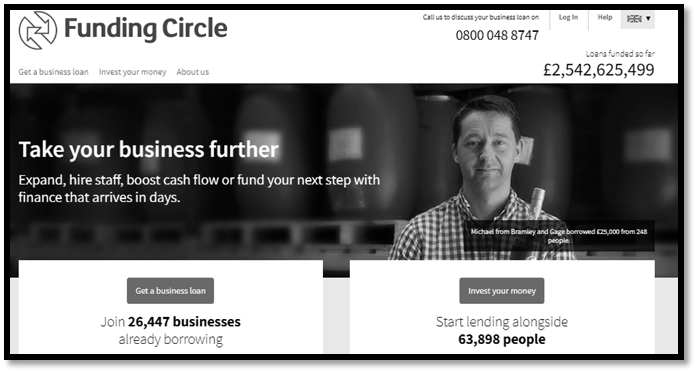 Funding Circle
Call us to discuss your business loan on
0800 048 8747
Log In
Help
Loans funded so far
£2,542,625,499
Get a business loan
Invest your money
About us
Take your business further
Expand, hire staff, boost cash flow or fund your next step with
finance that arrives in days.
Michael from Bramley and Gage borrowed £25,000 from 248
people.
Get a business loan
Join 26,447 businesses
already borrowing
Invest your money
Start lending alongside
63,898 people